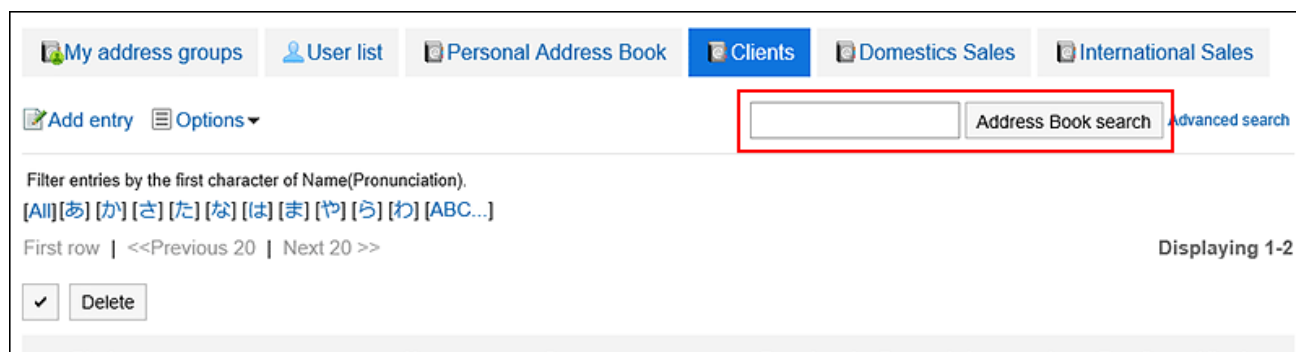 My address groups User list Personal Address Book Clients Domestics Sales International Sales
Add entry Options Address Book search Advanced search
Filter entries by the first character of Name(Pronunciation).
[All][あ] [か] [さ] [た] [な] [は] [ま] [や] [ら] [わ] [ABC...]
First row | <<Previous 20 | Next 20 >> Displaying 1-2
Delete